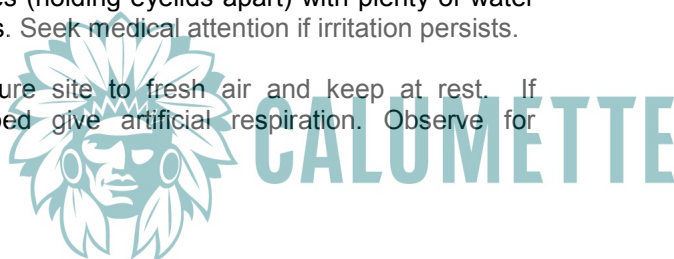 es (holding eyelids apart) with plenty of water
s. Seek medical attention if irritation persists.
ure site to fresh air and keep at rest. If
ped give artificial respiration. Observe for
CALUMETTE